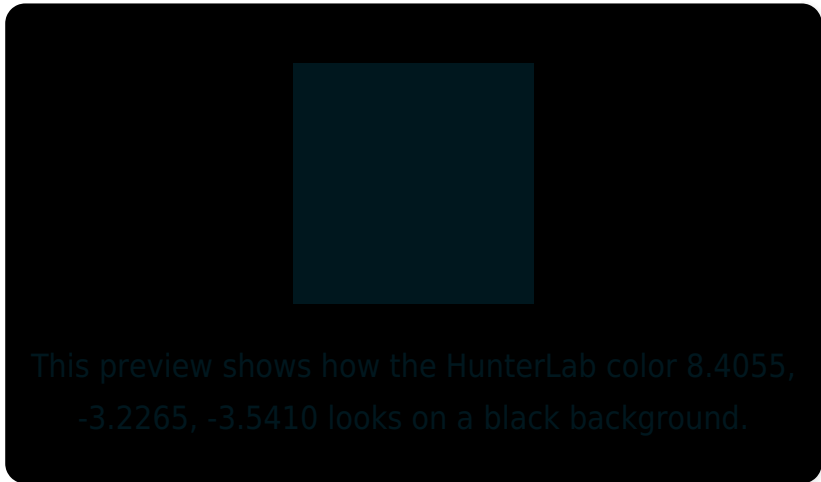 This preview shows how the HunterLab color 8.4055,
-3.2265, -3.5410 looks on a black background.